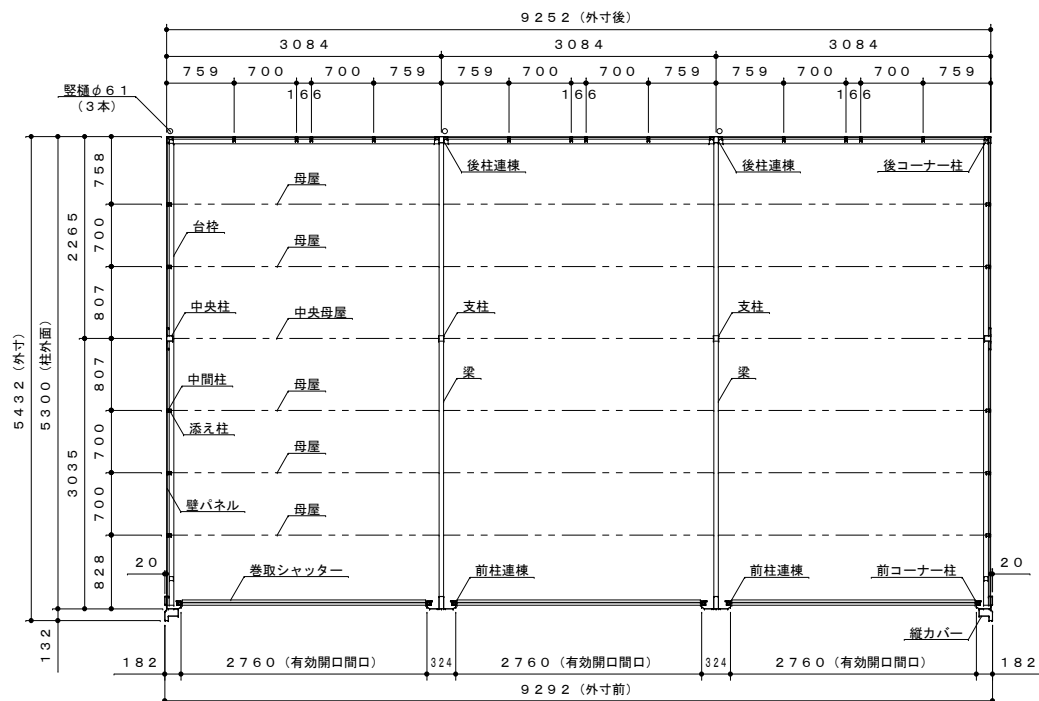 ９２５２（外寸後）
３０８４ ３０８４ ３０８４
７５９ ７００ ７００ ７５９ ７５９ ７００ ７００ ７５９ ７５９ ７００ ７００ ７５９
１６６ １６６ １６６
竪樋φ６１
（３本）
後柱連棟 後柱連棟 後コーナー柱
７５８
母屋
台枠
２２６５
７００
母屋
８０７
中央柱 中央母屋 支柱 支柱
５４３２（外寸）
５３００（柱外面）
８０７
中間柱 母屋 梁 梁
添え柱
７００
母屋
３０３５
７００
壁パネル 母屋
８２８
２０ 巻取シャッター 前柱連棟 前柱連棟 前コーナー柱 ２０
縦カバー
１３２
１８２ ２７６０（有効開口間口） ３２４ ２７６０（有効開口間口） ３２４ ２７６０（有効開口間口） １８２
９２９２（外寸前）